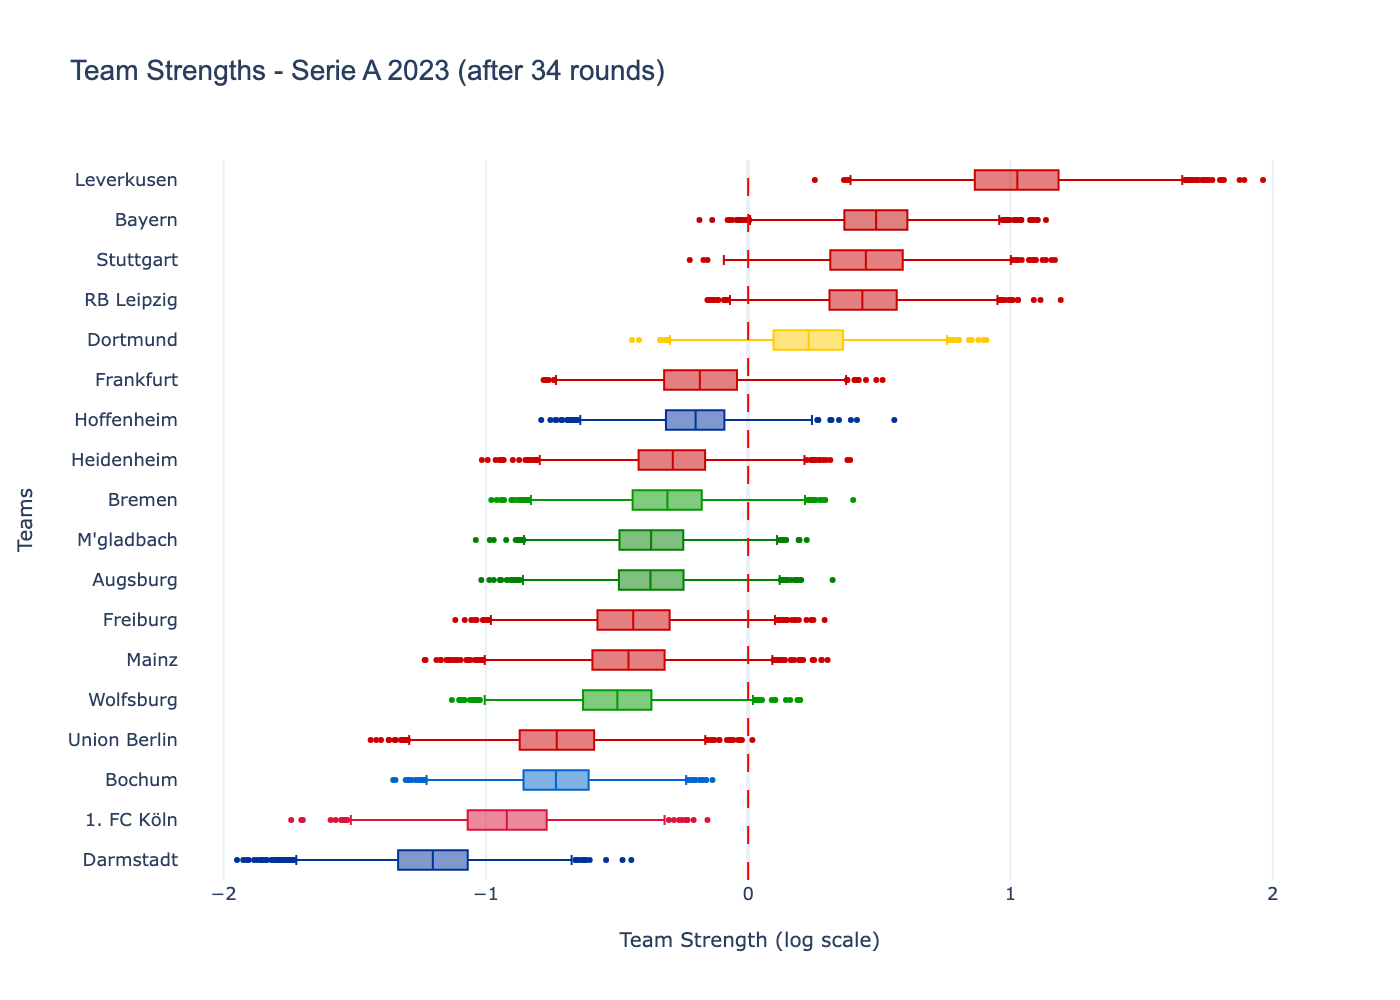 Team Strengths - Serie A 2023 (after 34 rounds)
Teams
Leverkusen
Bayern
Stuttgart
RB Leipzig
Dortmund
Frankfurt
Hoffenheim
Heidenheim
Bremen
M'gladbach
Augsburg
Freiburg
Mainz
Wolfsburg
Union Berlin
Bochum
1. FC Köln
Darmstadt
−2 −1 0 1 2
Team Strength (log scale)